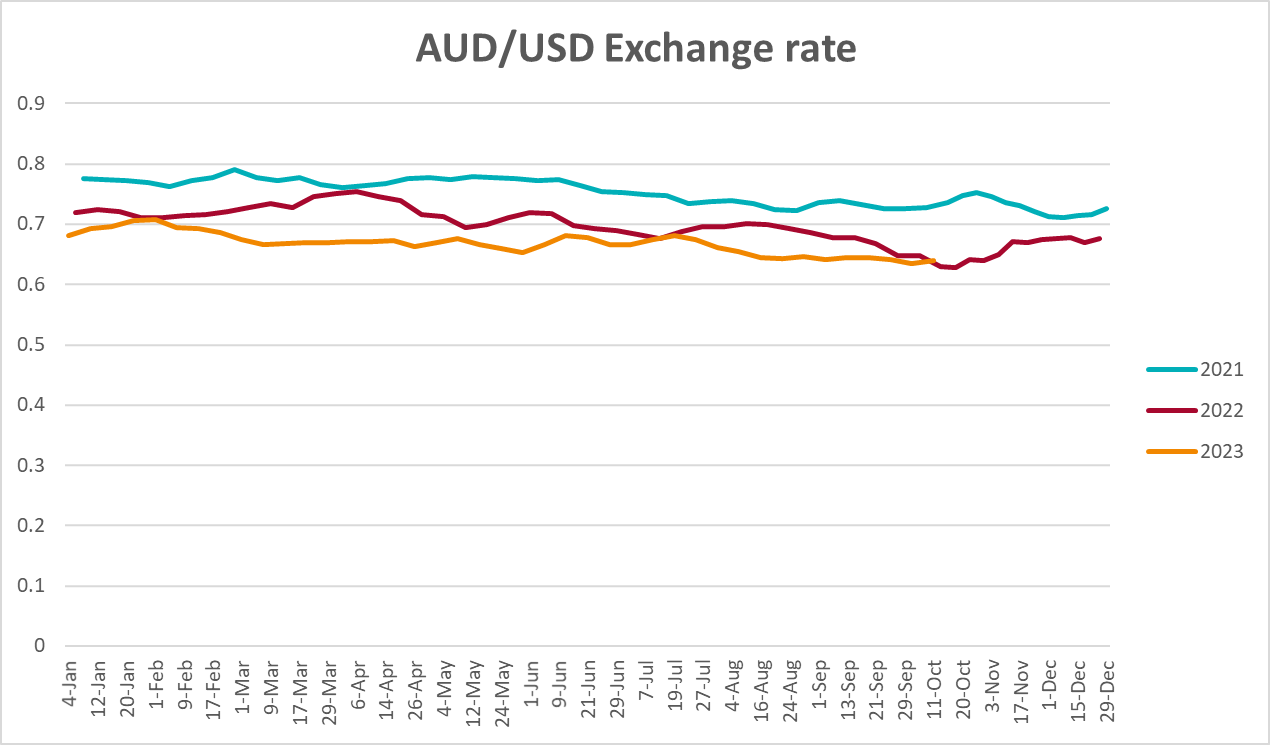 AUD/USD Exchange rate
0.9
0.8
0.7
0.6
0.5
0.4
0.3
0.2
0.1
0
4-Jan
12-Jan
20-Jan
1-Feb
9-Feb
17-Feb
1-Mar
9-Mar
17-Mar
29-Mar
6-Apr
14-Apr
26-Apr
4-May
12-May
24-May
1-Jun
9-Jun
21-Jun
29-Jun
7-Jul
19-Jul
27-Jul
4-Aug
16-Aug
24-Aug
1-Sep
13-Sep
21-Sep
29-Sep
11-Oct
20-Oct
3-Nov
17-Nov
1-Dec
15-Dec
29-Dec
2021
2022
2023